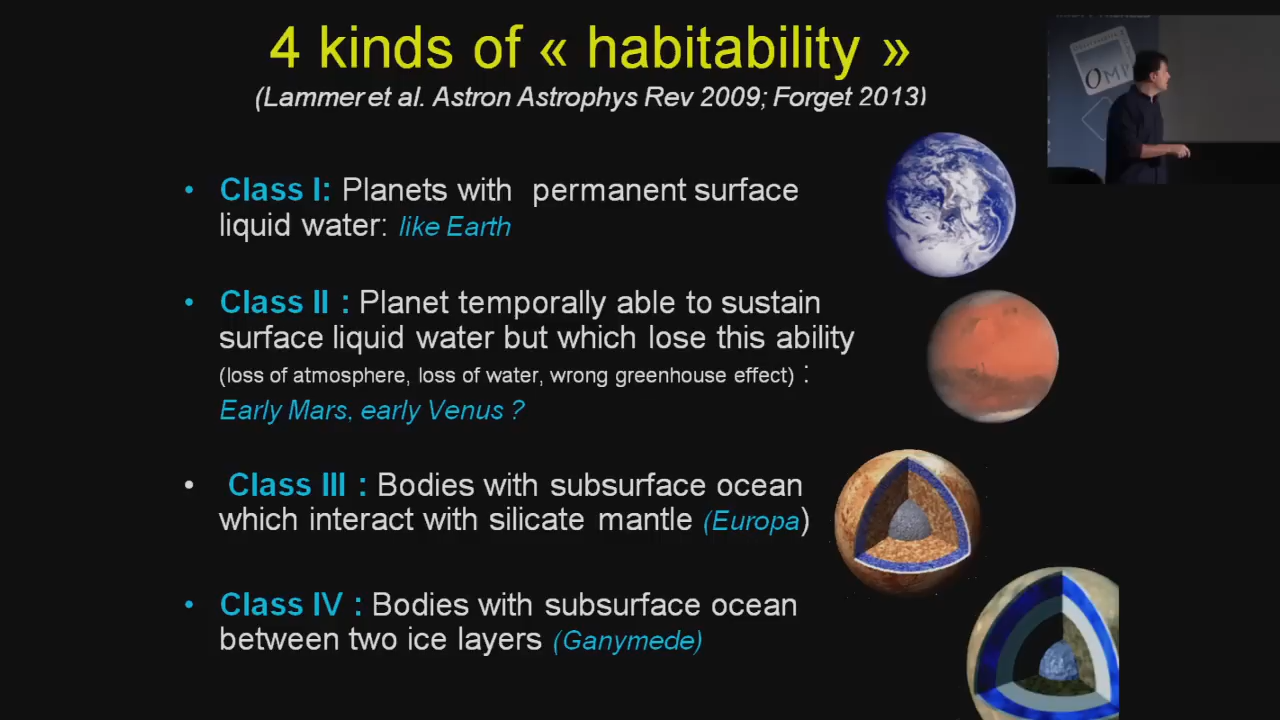 4 kinds of « habitability »
(Lammer et al. Astron Astrophys Rev 2009; Forget 2013)
• Class I: Planets with permanent surface
liquid water: like Earth
• Class II : Planet temporally able to sustain
surface liquid water but which lose this ability
(loss of atmosphere, loss of water, wrong greenhouse effect) :
Early Mars, early Venus ?
• Class III : Bodies with subsurface ocean
which interact with silicate mantle (Europa)
• Class IV : Bodies with subsurface ocean
between two ice layers (Ganymede)
OMP